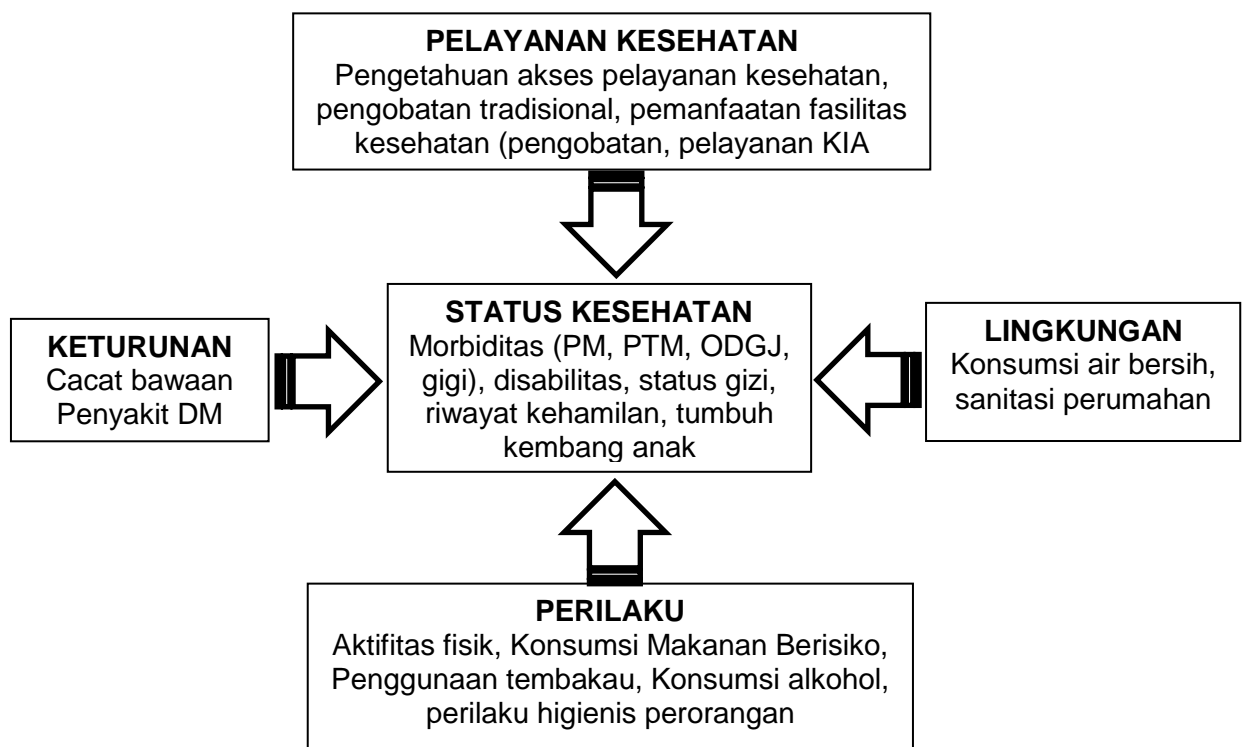 PELAYANAN KESEHATAN
Pengetahuan akses pelayanan kesehatan,
pengobatan tradisional, pemanfaatan fasilitas
kesehatan (pengobatan, pelayanan KIA
STATUS KESEHATAN
Morbiditas (PM, PTM, ODGJ,
gigi), disabilitas, status gizi,
riwayat kehamilan, tumbuh
kembang anak
KETURUNAN
Cacat bawaan
Penyakit DM
LINGKUNGAN
Konsumsi air bersih,
sanitasi perumahan
PERILAKU
Aktifitas fisik, Konsumsi Makanan Berisiko,
Penggunaan tembakau, Konsumsi alkohol,
perilaku higienis perorangan